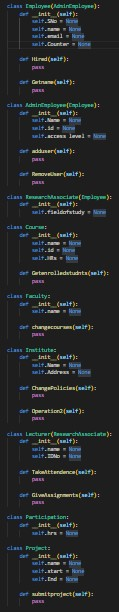 class Employee(AdminEmployee):
def __init__(self):
self.SNo = None
self.name = None
self.email = None
self.Counter = None
def Hired(self):
pass
def Getname(self):
pass
class AdminEmployee(Employee):
def __init__(self):
self.Name = None
self.id = None
self.access level = None
def adduser(self):
pass
def RemoveUser(self):
pass
class ResearchAssociate(Employee):
def __init__(self):
self.fieldofstudy = None
class Course:
def __init__(self):
self.name = None
self.id = None
self.HRs = None
def Getenrolledstudnts(self):
pass
class Faculty:
def __init__(self):
self.name = None
def changecourses(self):
pass
class Institute:
def __init__(self):
self.Name = None
self.Address = None
def ChangePolicies(self):
pass
def Operation2(self):
pass
class Lecturer(ResearchAssociate):
def __init__(self):
self.name = None
self.IDNo = None
def TakeAttendence(self):
pass
def GiveAssignments(self):
pass
class Participation:
def __init__(self):
self.hrs = None
class Project:
def __init__(self):
self.name = None
self.start = None
self.End = None
def submitproject(self):
pass